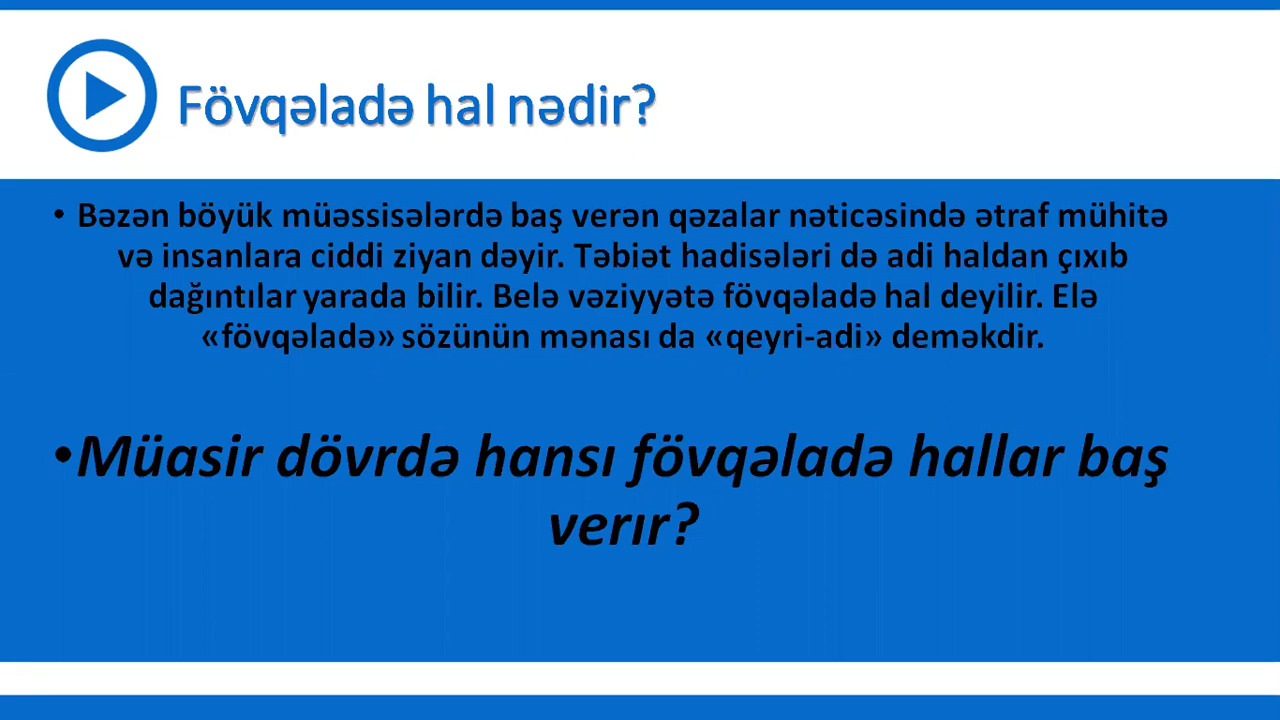 Fövqəladə hal nədir?
• Bəzən böyük müəssisələrdə baş verən qəzalar nəticəsində ətraf mühitə
və insanlara ciddi ziyan dəyir. Təbiət hadisələri də adi haldan çıxıb
dağıntılar yarada bilir. Belə vəziyyətə fövqəladə hal deyilir. Elə
«fövqəladə» sözünün mənası da «qeyri-adi» deməkdir.
•Müasir dövrdə hansı fövqəladə hallar baş
verır?